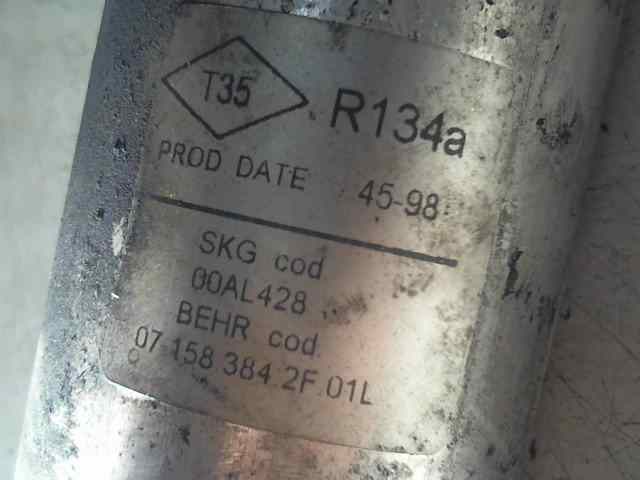 T35 R134a
PROD DATE 45-98
SKG cod
00AL428
BEHR cod
07 158 384 2F 01L